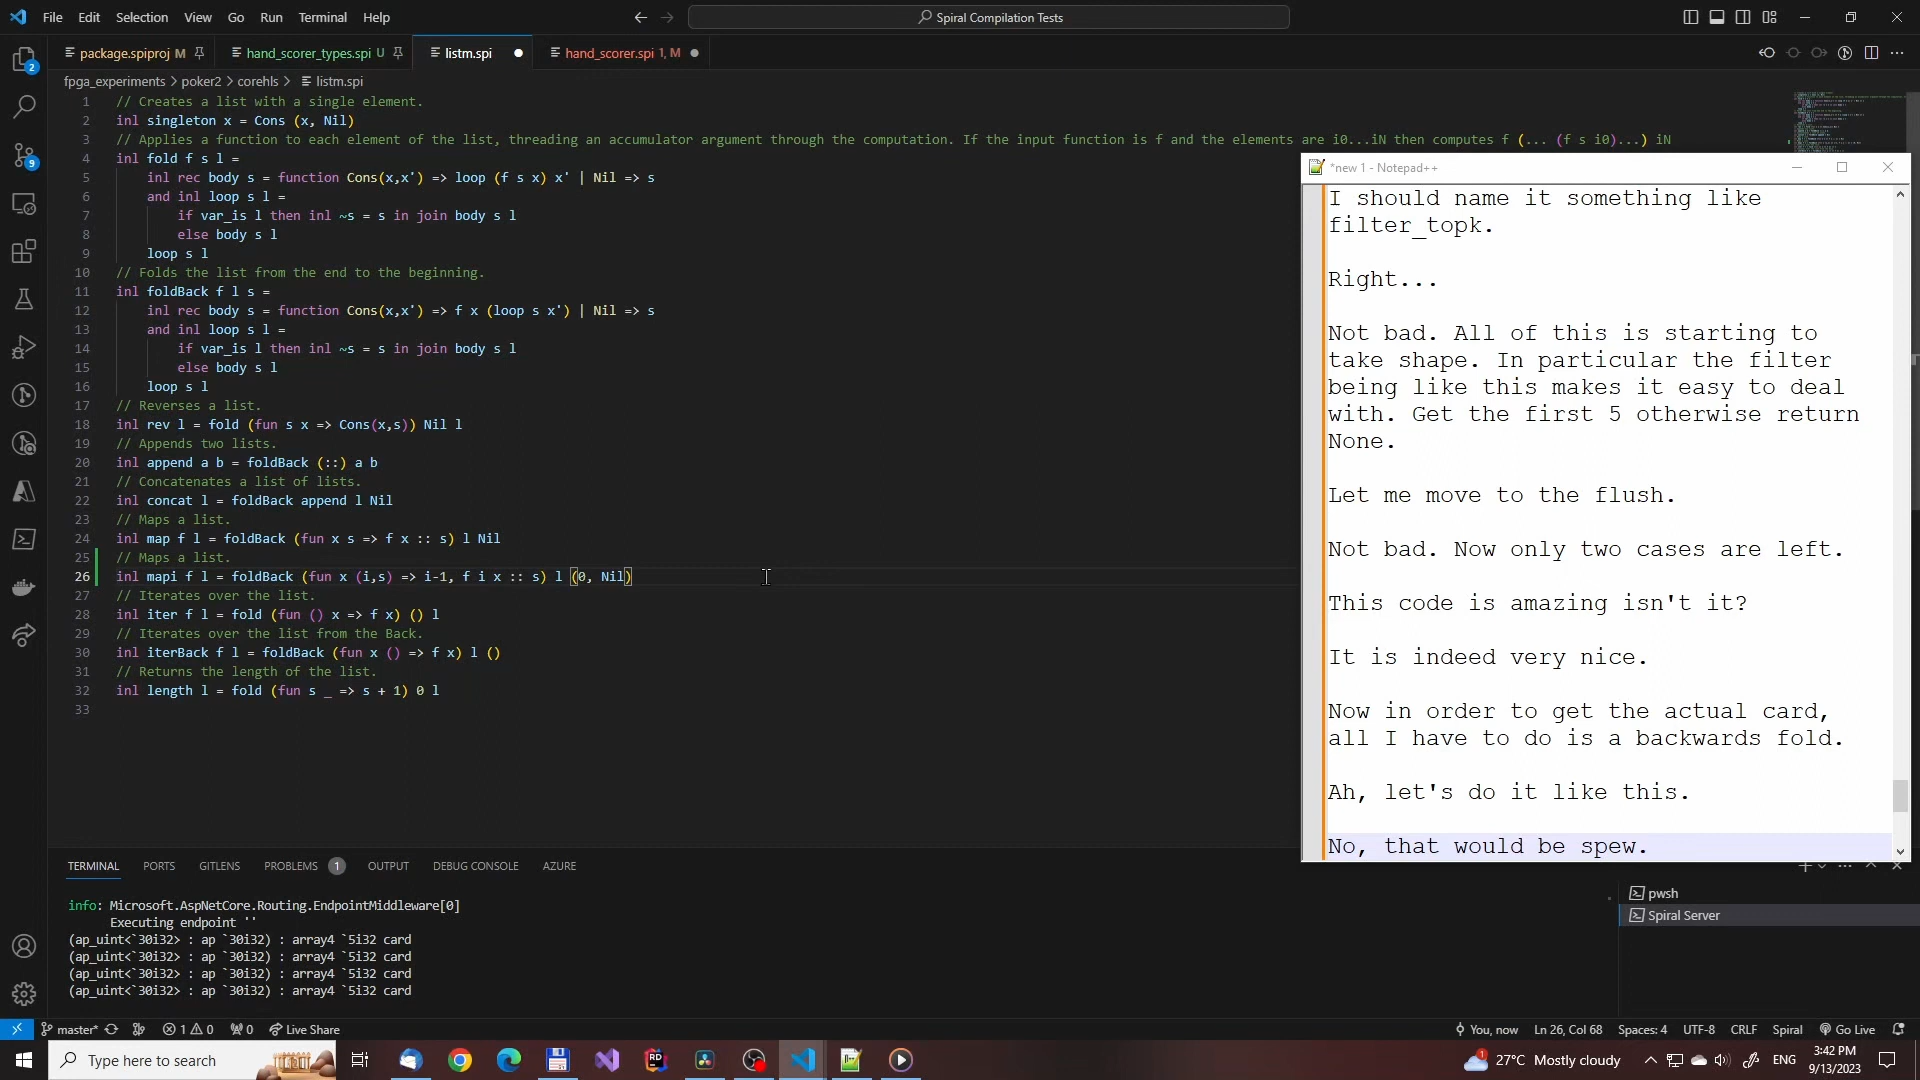 File Edit Selection View Go Run Terminal Help
Spiral Compilation Tests
package.spiproj M
hand_scorer_types.spi U
listm.spi
hand_scorer.spi 1, M
fpga_experiments > poker2 > corehls > listm.spi
1 // Creates a list with a single element.
2 inl singleton x = Cons (x, Nil)
3 // Applies a function to each element of the list, threading an accumulator argument through the computation. If the input function is f and the elements are i0...iN then computes f (... (f s i0)...) iN
4 inl fold f s l =
5 inl rec body s = function Cons(x,x') => loop (f s x) x' | Nil => s
6 and inl loop s l =
7 if var_is l then inl ~s = s in join body s l
8 else body s l
9 loop s l
10 // Folds the list from the end to the beginning.
11 inl foldBack f l s =
12 inl rec body s = function Cons(x,x') => f x (loop s x') | Nil => s
13 and inl loop s l =
14 if var_is l then inl ~s = s in join body s l
15 else body s l
16 loop s l
17 // Reverses a list.
18 inl rev l = fold (fun s x => Cons(x,s)) Nil l
19 // Appends two lists.
20 inl append a b = foldBack (::) a b
21 // Concatenates a list of lists.
22 inl concat l = foldBack append l Nil
23 // Maps a list.
24 inl map f l = foldBack (fun x s => f x :: s) l Nil
25 // Maps a list.
26 inl mapi f l = foldBack (fun x (i,s) => i-1, f i x :: s) l (0, Nil)
27 // Iterates over the list.
28 inl iter f l = fold (fun () x => f x) () l
29 // Iterates over the list from the Back.
30 inl iterBack f l = foldBack (fun x () => f x) l ()
31 // Returns the length of the list.
32 inl length l = fold (fun s _ => s + 1) 0 l
33
*new 1 - Notepad++
I should name it something like
filter_topk.
Right...
Not bad. All of this is starting to
take shape. In particular the filter
being like this makes it easy to deal
with. Get the first 5 otherwise return
None.
Let me move to the flush.
Not bad. Now only two cases are left.
This code is amazing isn't it?
It is indeed very nice.
Now in order to get the actual card,
all I have to do is a backwards fold.
Ah, let's do it like this.
No, that would be spew.
TERMINAL PORTS GITLENS PROBLEMS 1 OUTPUT DEBUG CONSOLE AZURE
info: Microsoft.AspNetCore.Routing.EndpointMiddleware[0]
Executing endpoint ''
(ap_uint<`30i32> : ap `30i32) : array4 `5i32 card
(ap_uint<`30i32> : ap `30i32) : array4 `5i32 card
(ap_uint<`30i32> : ap `30i32) : array4 `5i32 card
(ap_uint<`30i32> : ap `30i32) : array4 `5i32 card
pwsh
Spiral Server
2
9
master* 1 0 0 Live Share
You, now Ln 26, Col 68 Spaces: 4 UTF-8 CRLF Spiral Go Live
Type here to search
RD
1
27°C Mostly cloudy
ENG
3:42 PM
9/13/2023